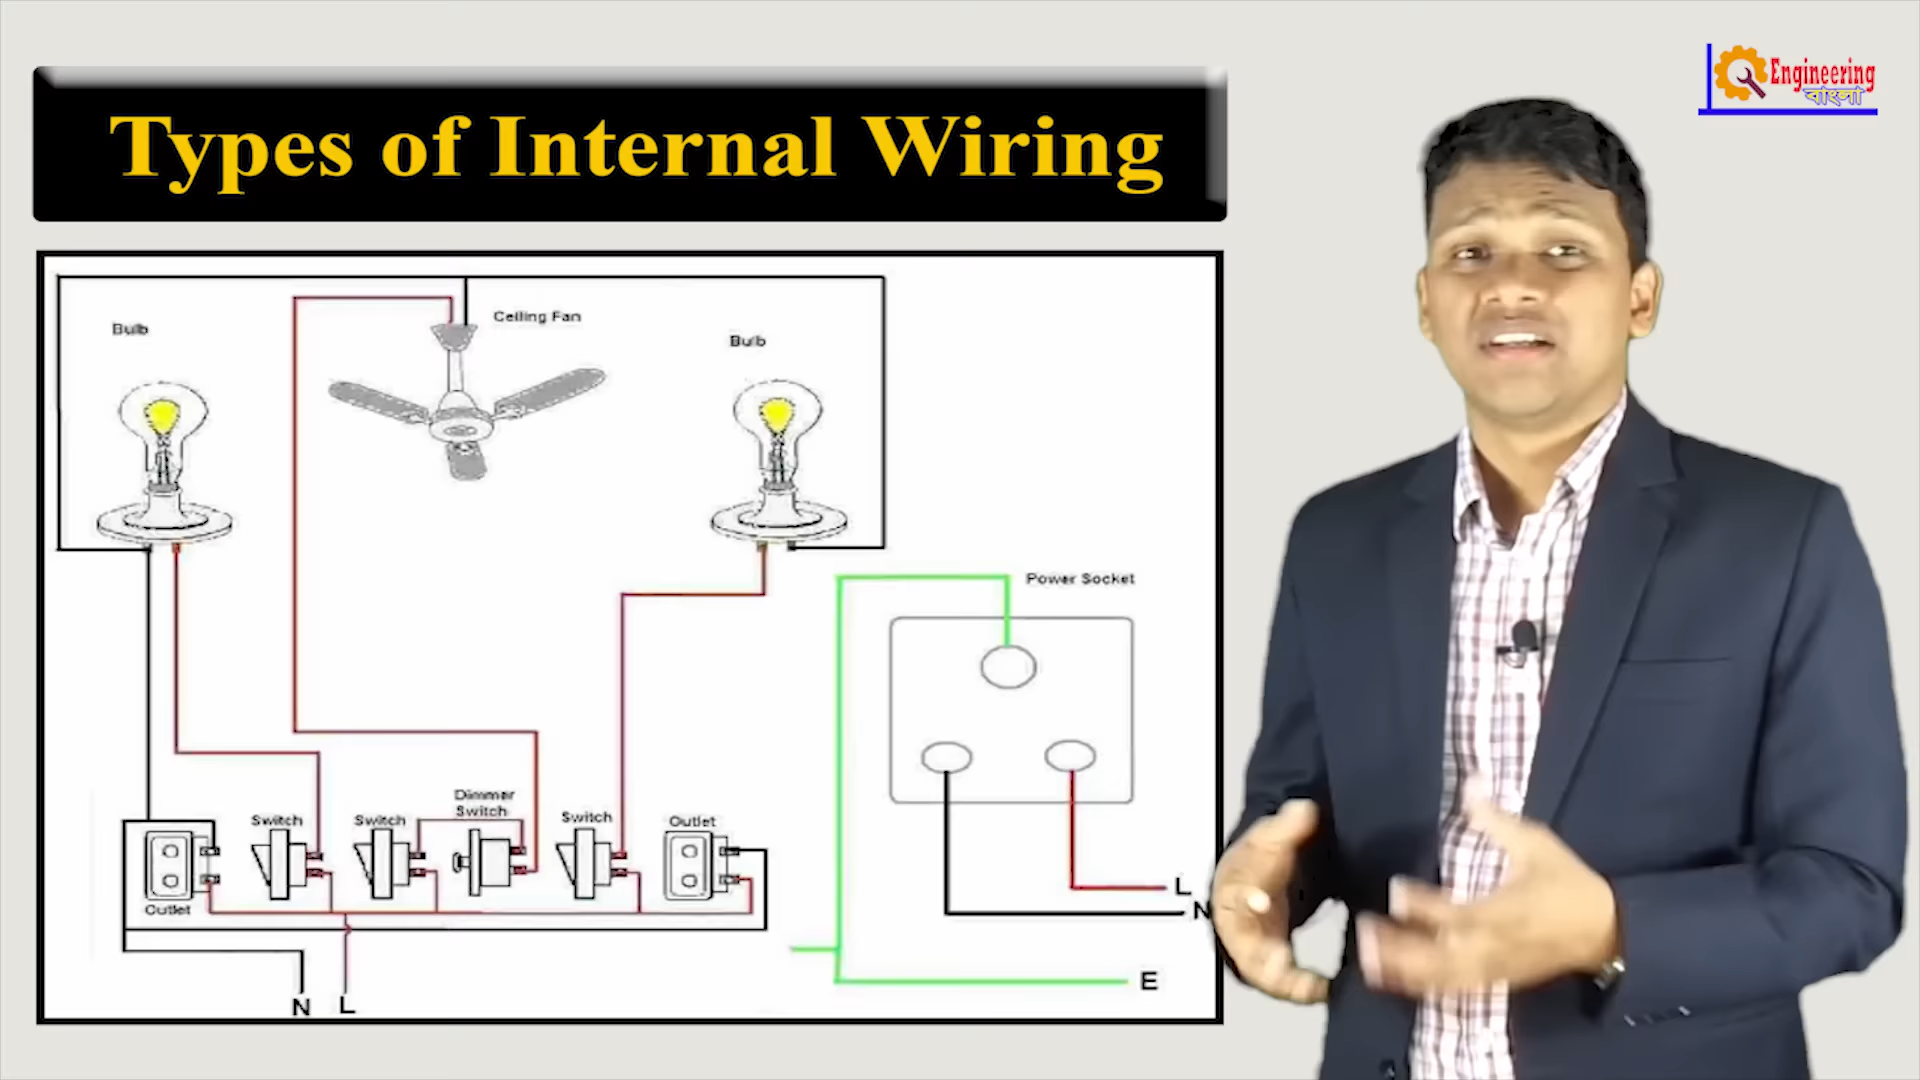 Types of Internal Wiring
Engineering
বাংলা
Bulb
Ceiling Fan
Bulb
Power Socket
Switch
Switch
Dimmer
Switch
Switch
Outlet
Outlet
L
N
E
N
L